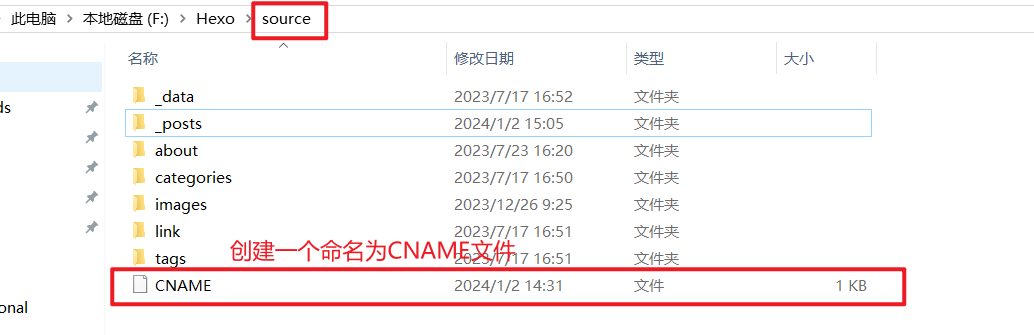 此电脑 > 本地磁盘 (F:) > Hexo > source
名称 修改日期 类型 大小
_data 2023/7/17 16:52 文件夹
ds
_posts 2024/1/2 15:05 文件夹
about 2023/7/23 16:20 文件夹
categories 2023/7/17 16:50 文件夹
images 2023/12/26 9:25 文件夹
link 2023/7/17 16:51 文件夹
创建一个命名为CNAME文件
tags 2023/7/17 16:51 文件夹
CNAME 2024/1/2 14:31 文件 1 KB
onal